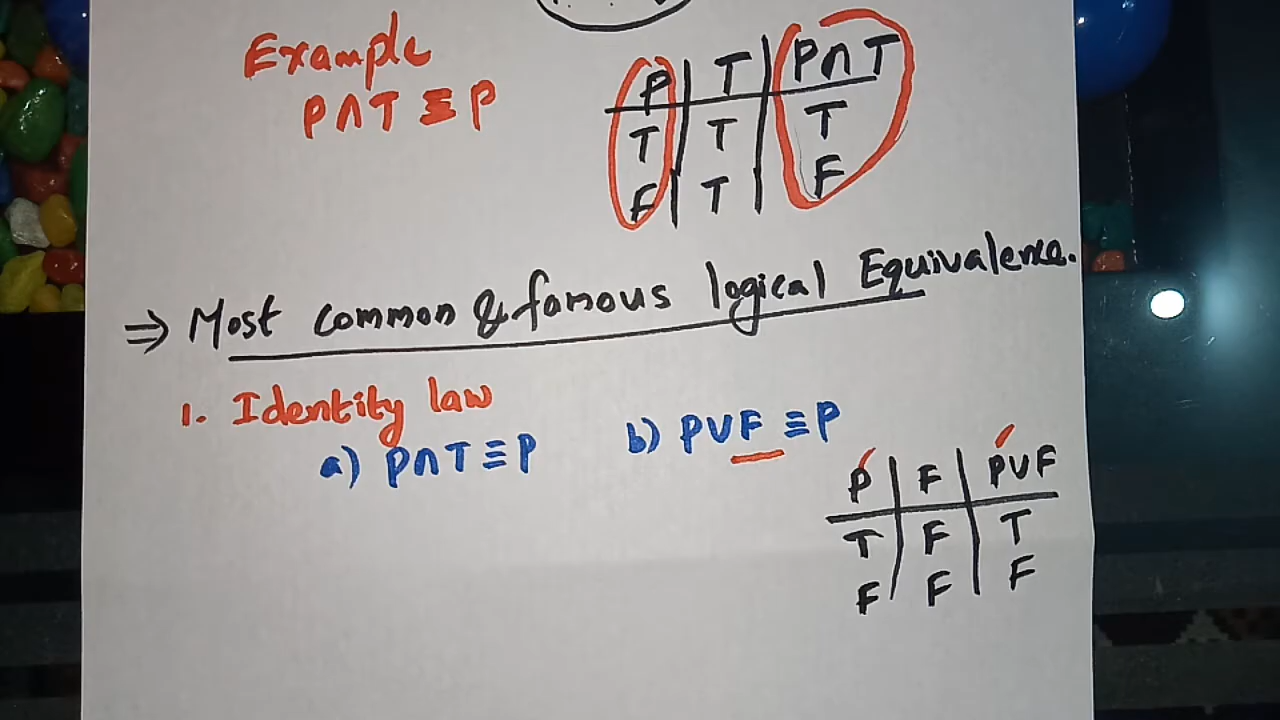 Example
P∩T ≡ P
P | T | P∩T
T | T | T
F | T | F
⇒ Most common & famous logical Equivalence.
1. Identity law
a) P∩T ≡ P
b) P∪F ≡ P
P | F | P∪F
T | F | T
F | F | F